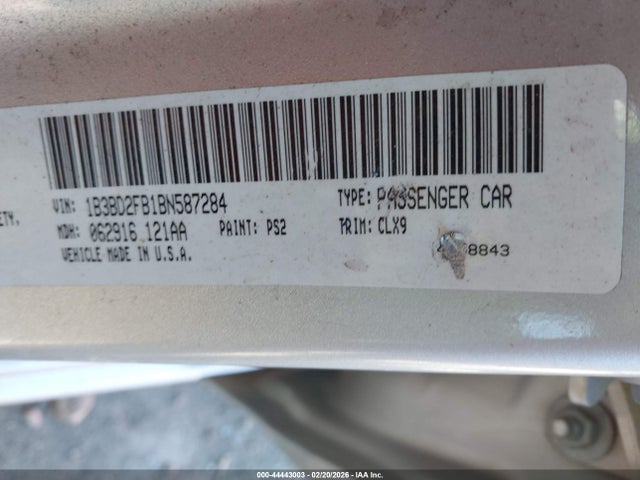 VIN: 1B3BD2FB1BN587284 TYPE: PASSENGER CAR
ETY, MDH: 062916 121AA PAINT: PS2 TRIM: CLX9
VEHICLE MADE IN U.S.A. 8843
000-44443003 — 02/20/2026 — IAA Inc.